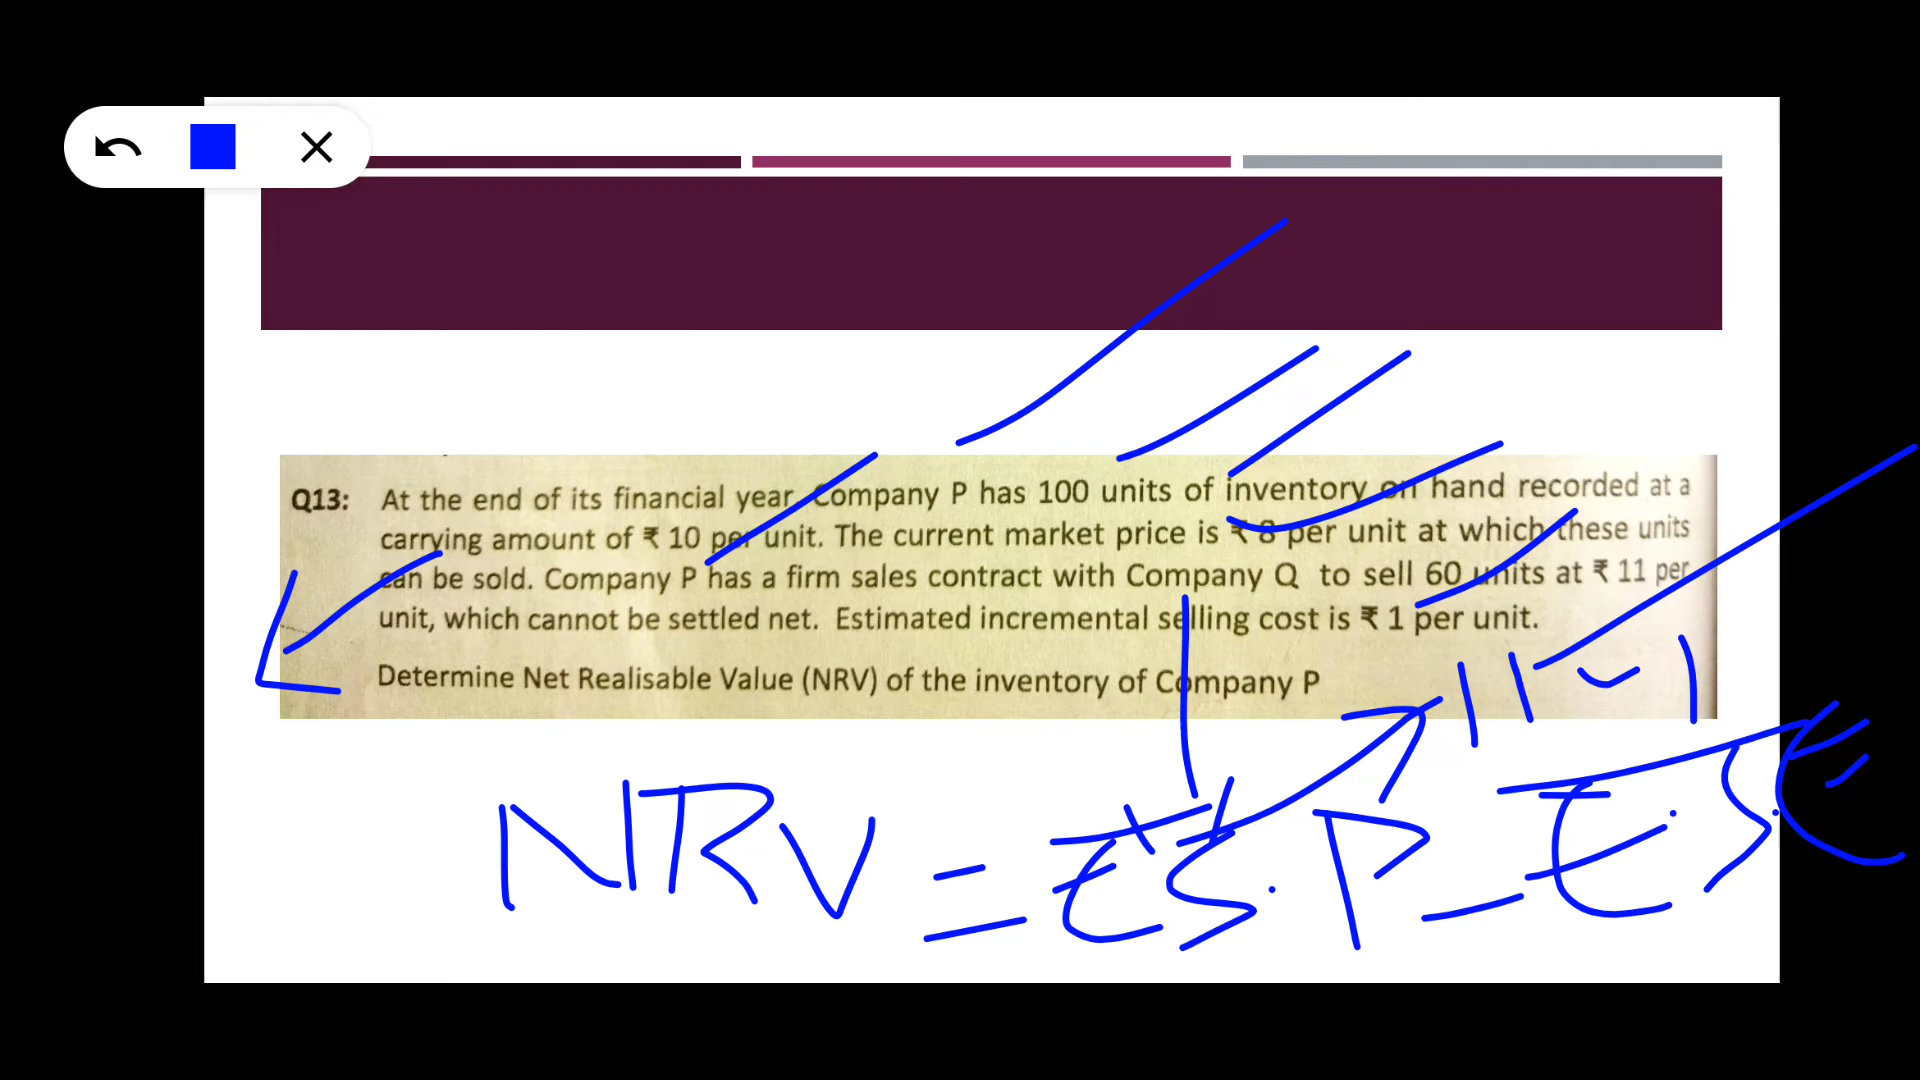 Q13: At the end of its financial year, Company P has 100 units of inventory on hand recorded at a
carrying amount of ₹ 10 per unit. The current market price is ₹ 8 per unit at which these units
can be sold. Company P has a firm sales contract with Company Q to sell 60 units at ₹ 11 per
unit, which cannot be settled net. Estimated incremental selling cost is ₹ 1 per unit.
Determine Net Realisable Value (NRV) of the inventory of Company P
11 - 1
NRV = E.S.P - E.S.E